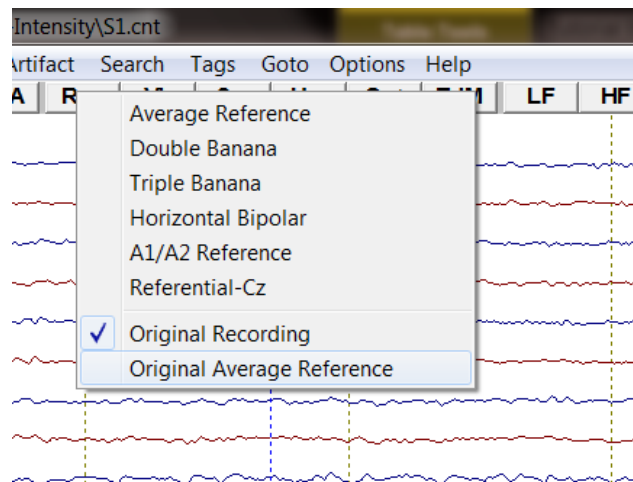 Intensity\S1.cnt
Artifact Search Tags Goto Options Help
A R LF HF
Average Reference
Double Banana
Triple Banana
Horizontal Bipolar
A1/A2 Reference
Referential-Cz
Original Recording
Original Average Reference